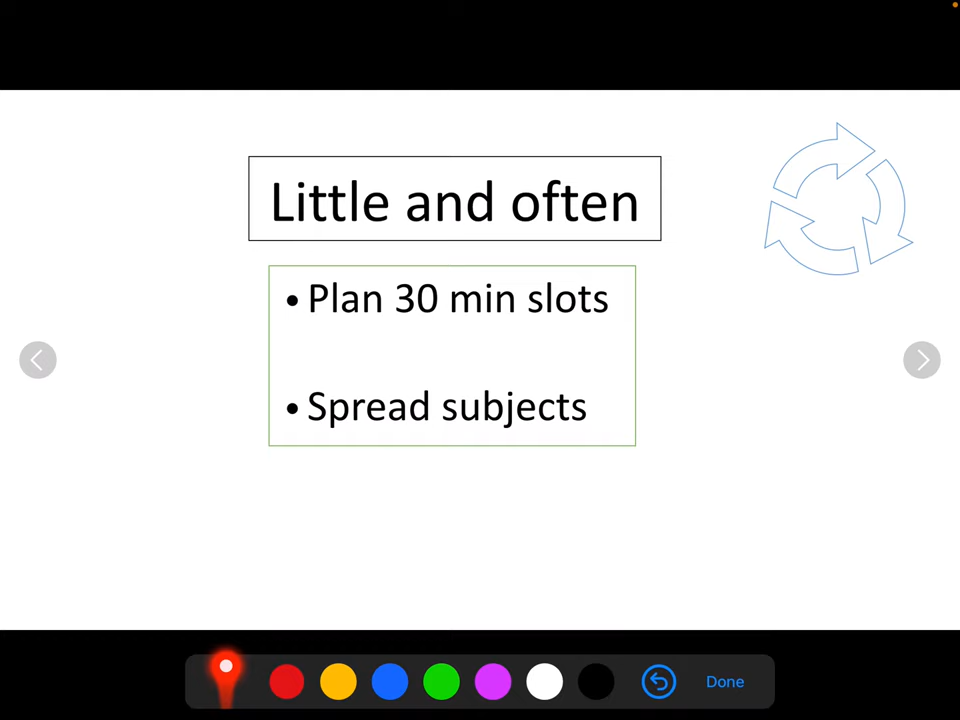 Little and often
• Plan 30 min slots
• Spread subjects
Done